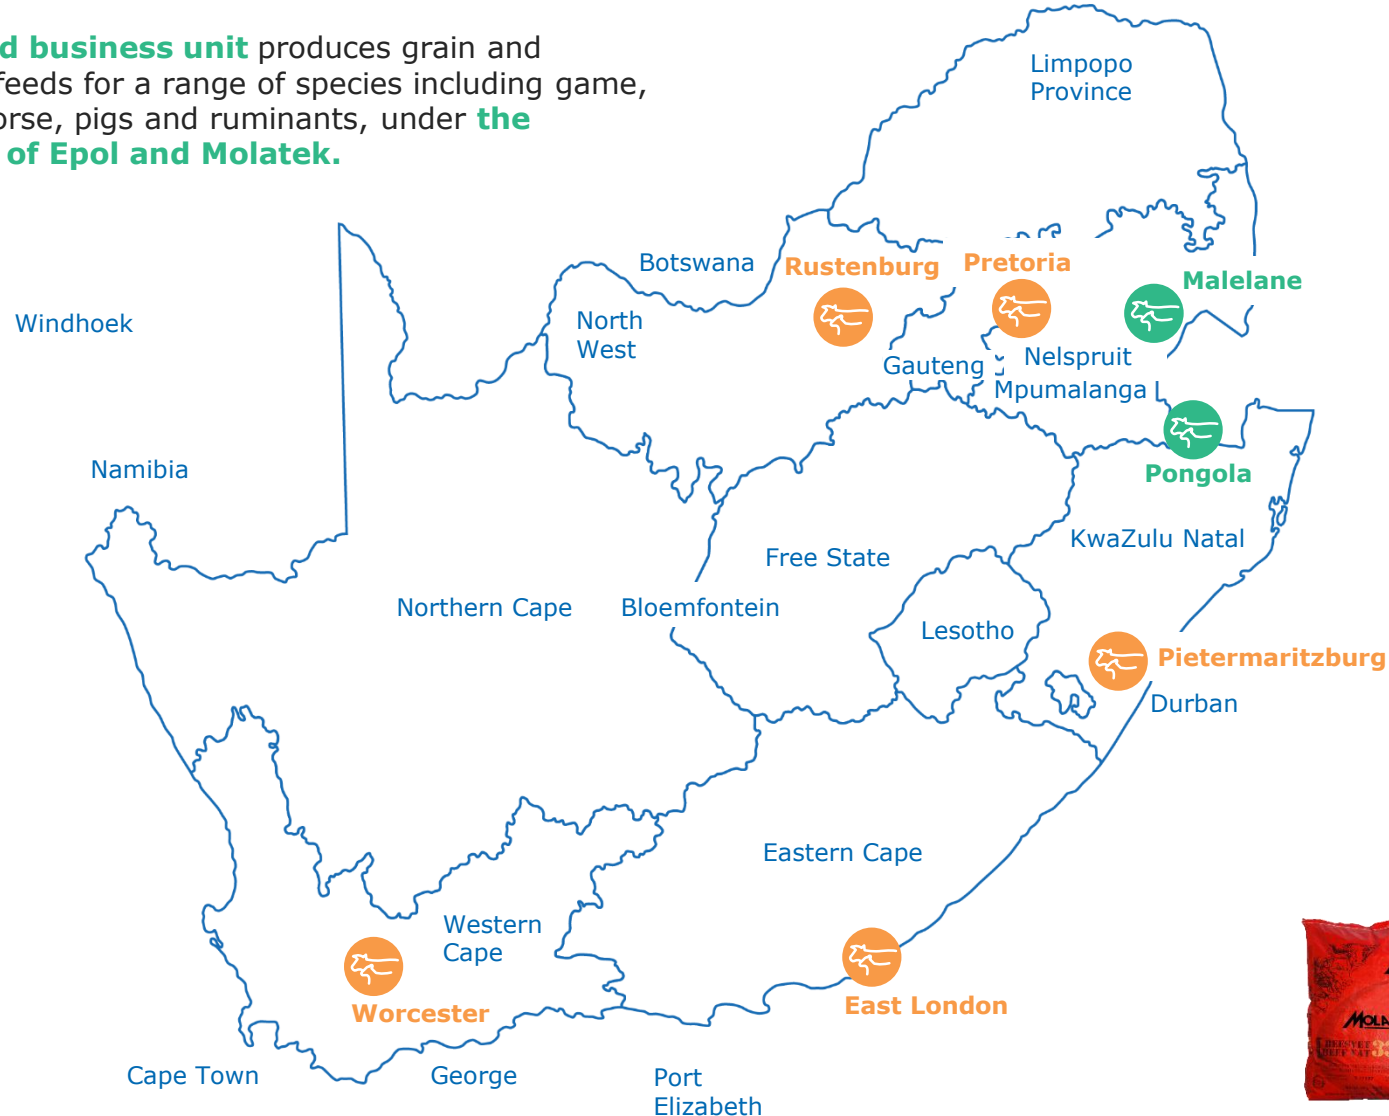 d business unit produces grain and
feeds for a range of species including game,
orse, pigs and ruminants, under the
of Epol and Molatek.
Limpopo
Province
Botswana
Rustenburg
Pretoria
Malelane
Windhoek
North
West
Gauteng
Nelspruit
Mpumalanga
Namibia
Pongola
KwaZulu Natal
Free State
Northern Cape
Bloemfontein
Lesotho
Pietermaritzburg
Durban
Eastern Cape
Western
Cape
Worcester
East London
Cape Town
George
Port
Elizabeth
MOLA
33